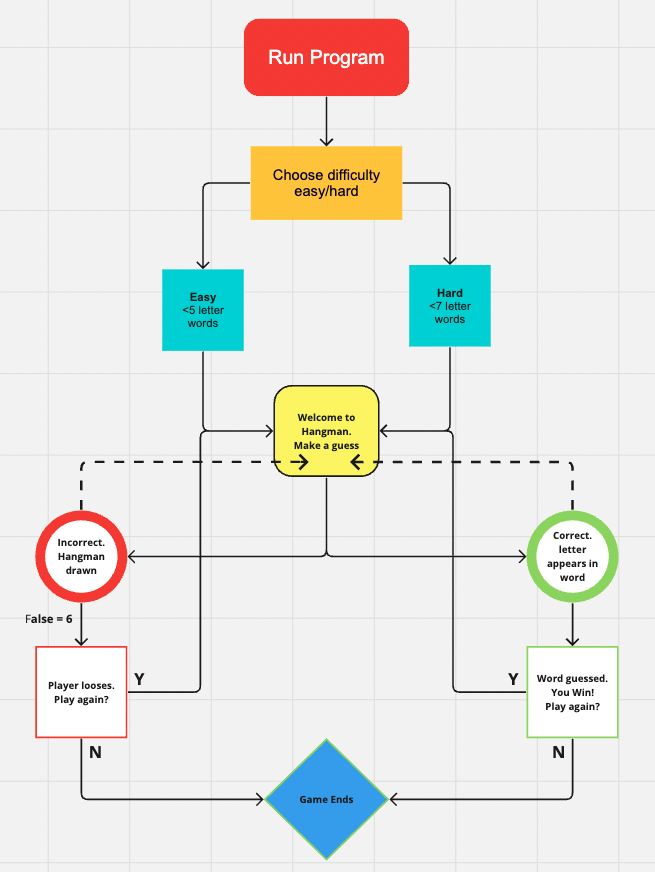 Run Program
Choose difficulty
easy/hard
Easy
<5 letter
words
Hard
<7 letter
words
Welcome to
Hangman.
Make a guess
Incorrect.
Hangman
drawn
Correct.
letter
appears in
word
False = 6
Player looses.
Play again?
Y
Y
Word guessed.
You Win!
Play again?
N
N
Game Ends